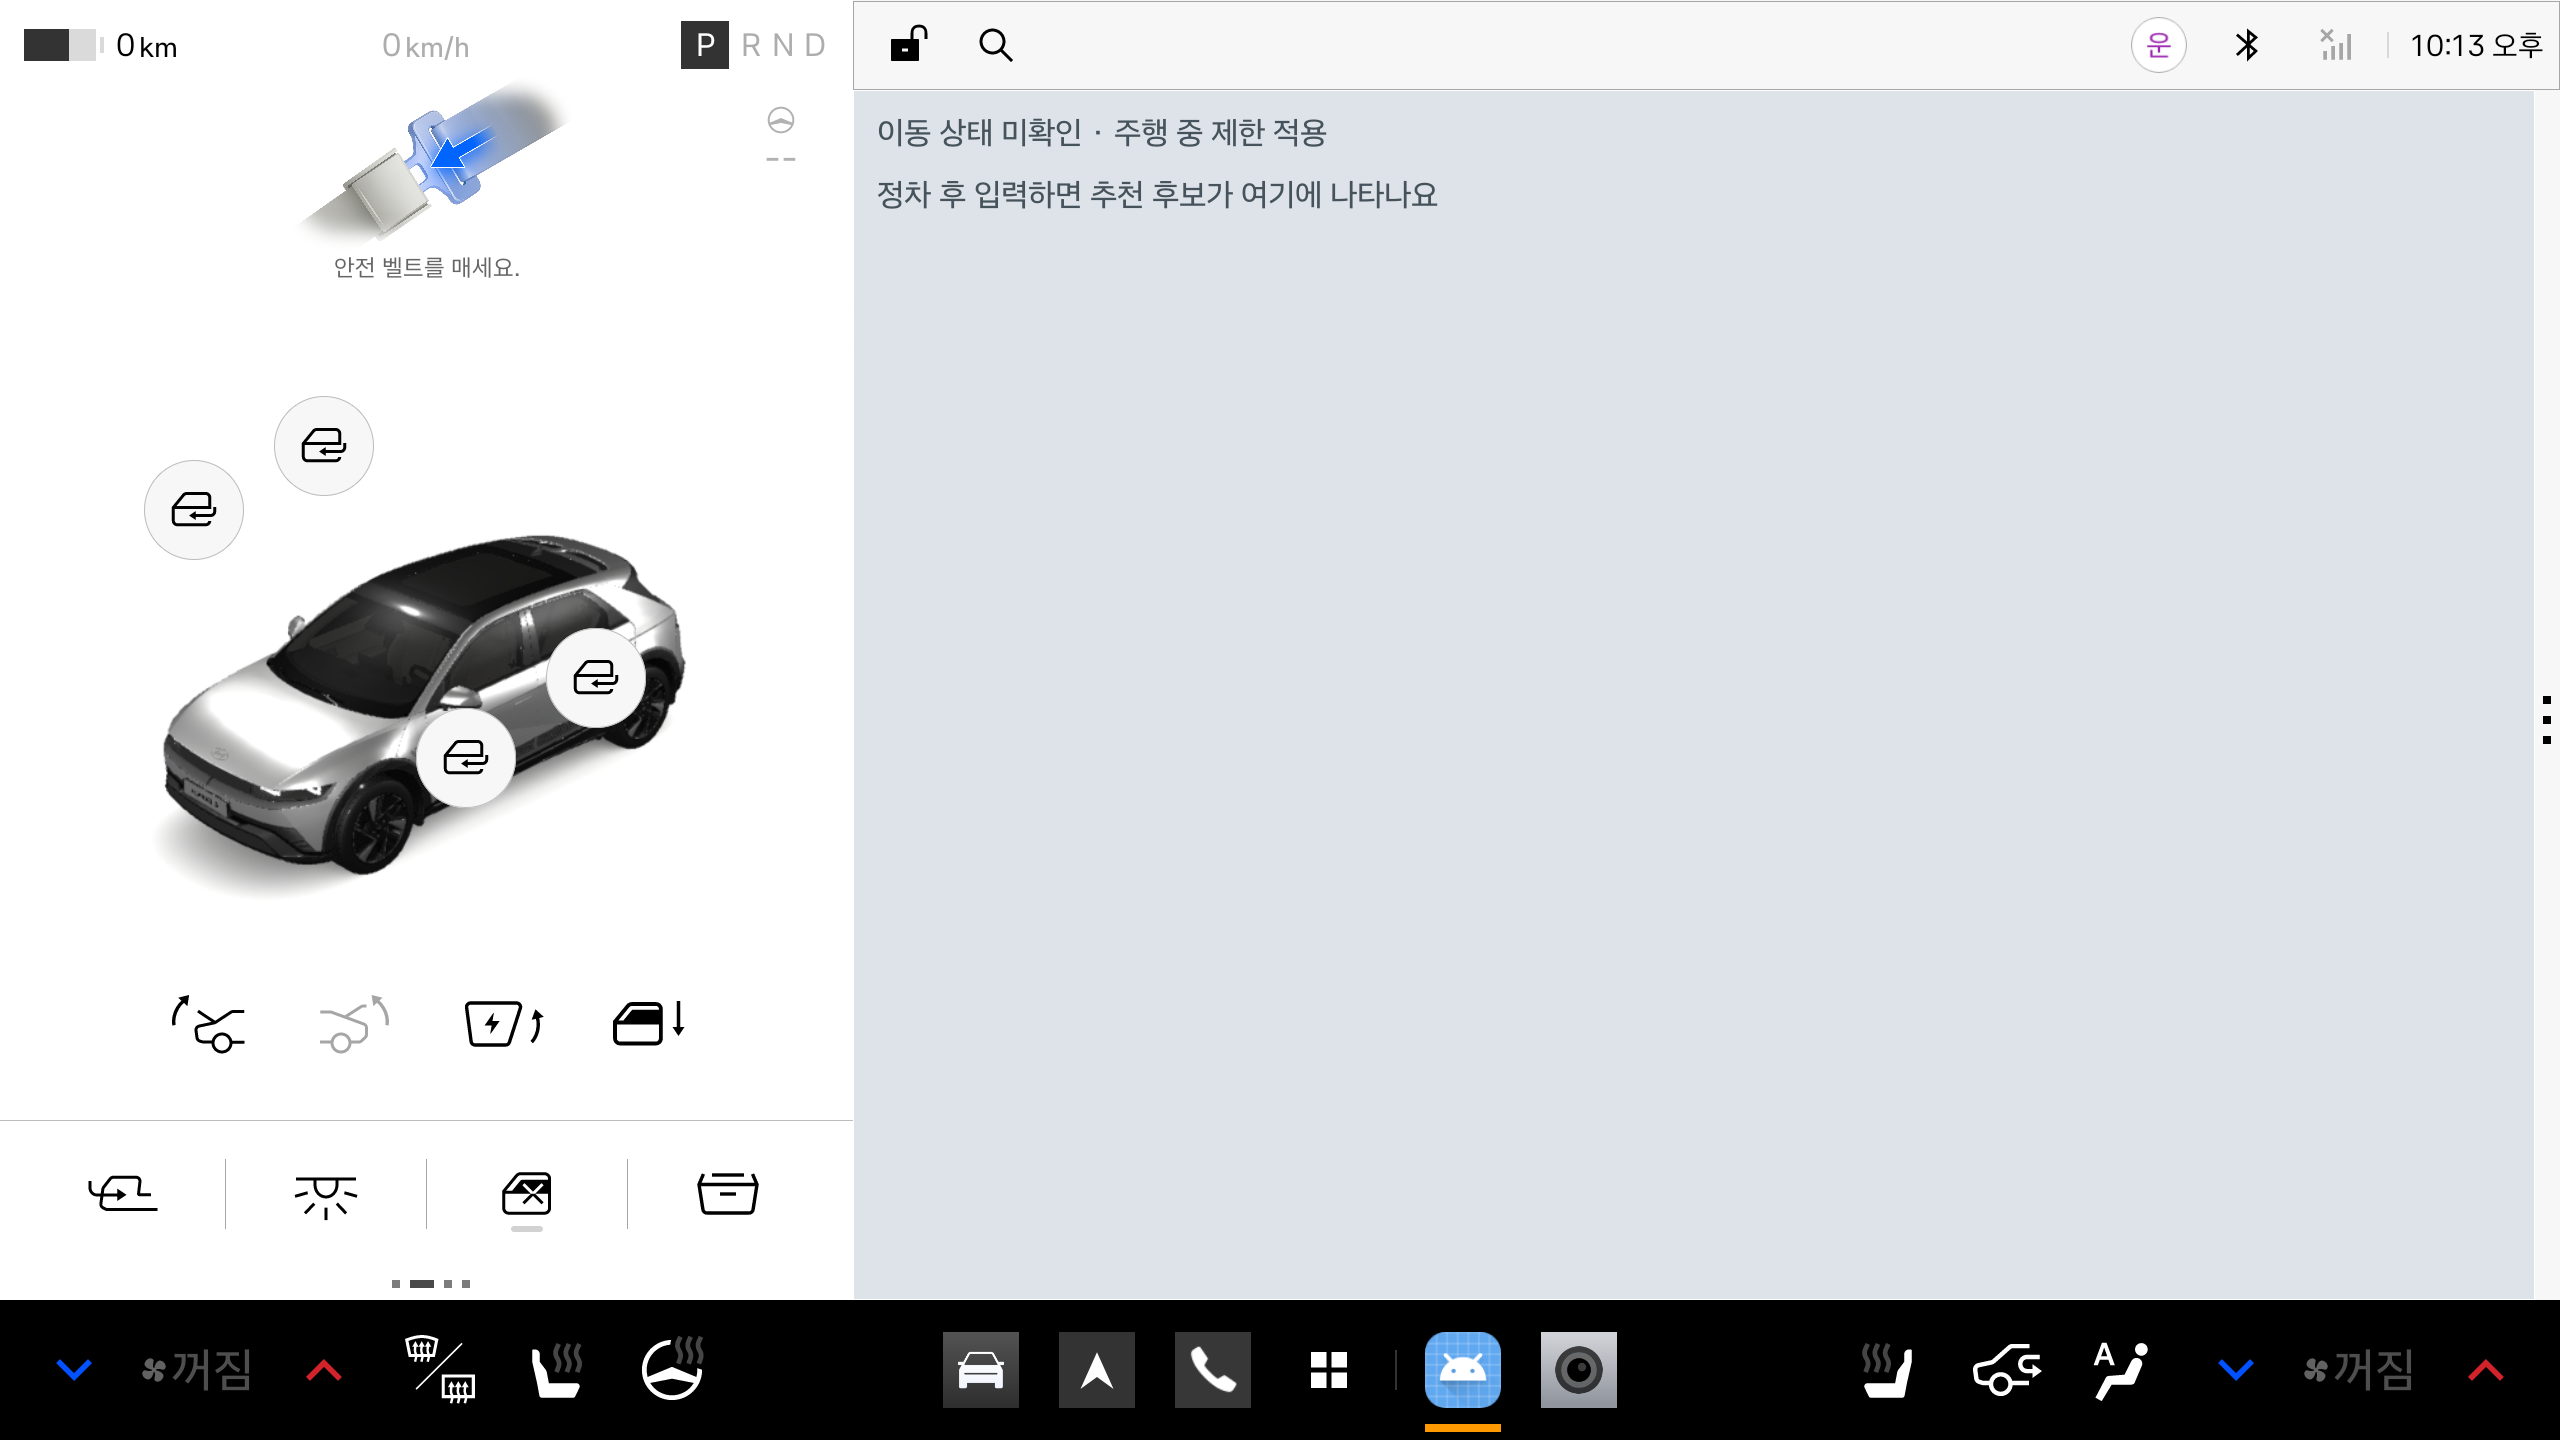 0 km
0 km/h
P R N D
운
10:13 오후
안전 벨트를 매세요.
이동 상태 미확인 · 주행 중 제한 적용
정차 후 입력하면 추천 후보가 여기에 나타나요
꺼짐
A
꺼짐